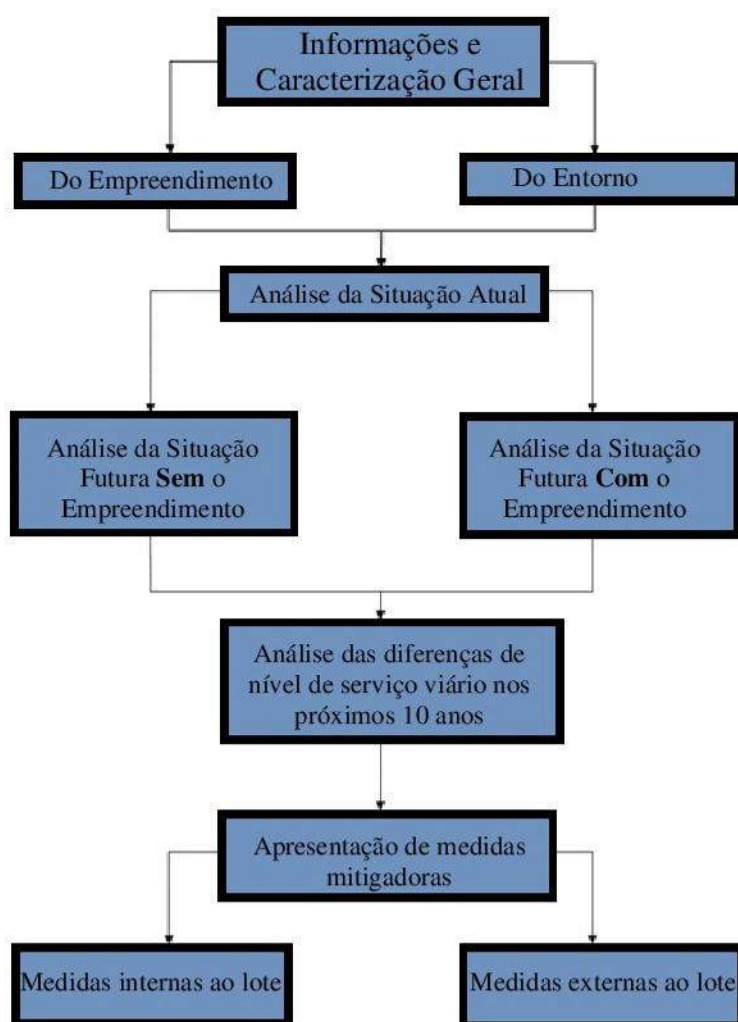 Informações e
Caracterização Geral
Do Empreendimento
Do Entorno
Análise da Situação Atual
Análise da Situação
Futura Sem o
Empreendimento
Análise da Situação
Futura Com o
Empreendimento
Análise das diferenças de
nível de serviço viário nos
próximos 10 anos
Apresentação de medidas
mitigadoras
Medidas internas ao lote
Medidas externas ao lote